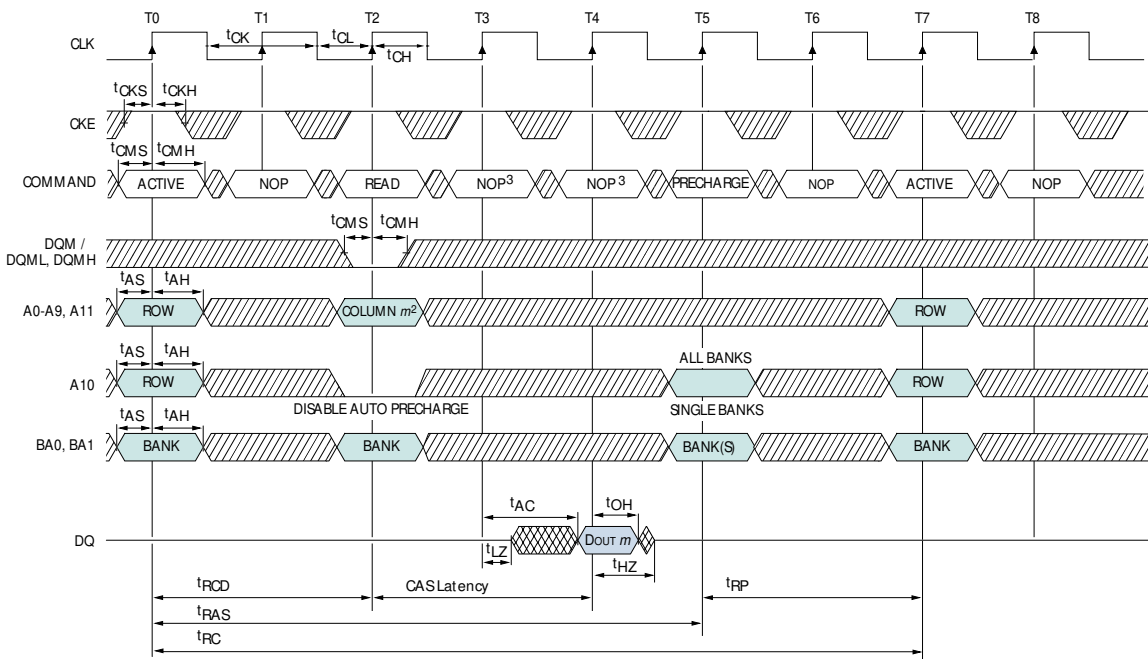 T0 T1 T2 T3 T4 T5 T6 T7 T8
CLK
tCK tCL tCH
tCKS tCKH
CKE
tCMS tCMH
COMMAND ACTIVE NOP READ NOP3 NOP3 PRECHARGE NOP ACTIVE NOP
tCMS tCMH
DQM /
DQML, DQMH
tAS tAH
A0-A9, A11 ROW COLUMN m2 ROW
tAS tAH ALL BANKS
A10 ROW ROW
DISABLE AUTO PRECHARGE SINGLE BANKS
tAS tAH
BA0, BA1 BANK BANK BANK(S) BANK
tAC tOH
DQ DOUT m
tLZ tHZ
tRCD CAS Latency tRP
tRAS
tRC